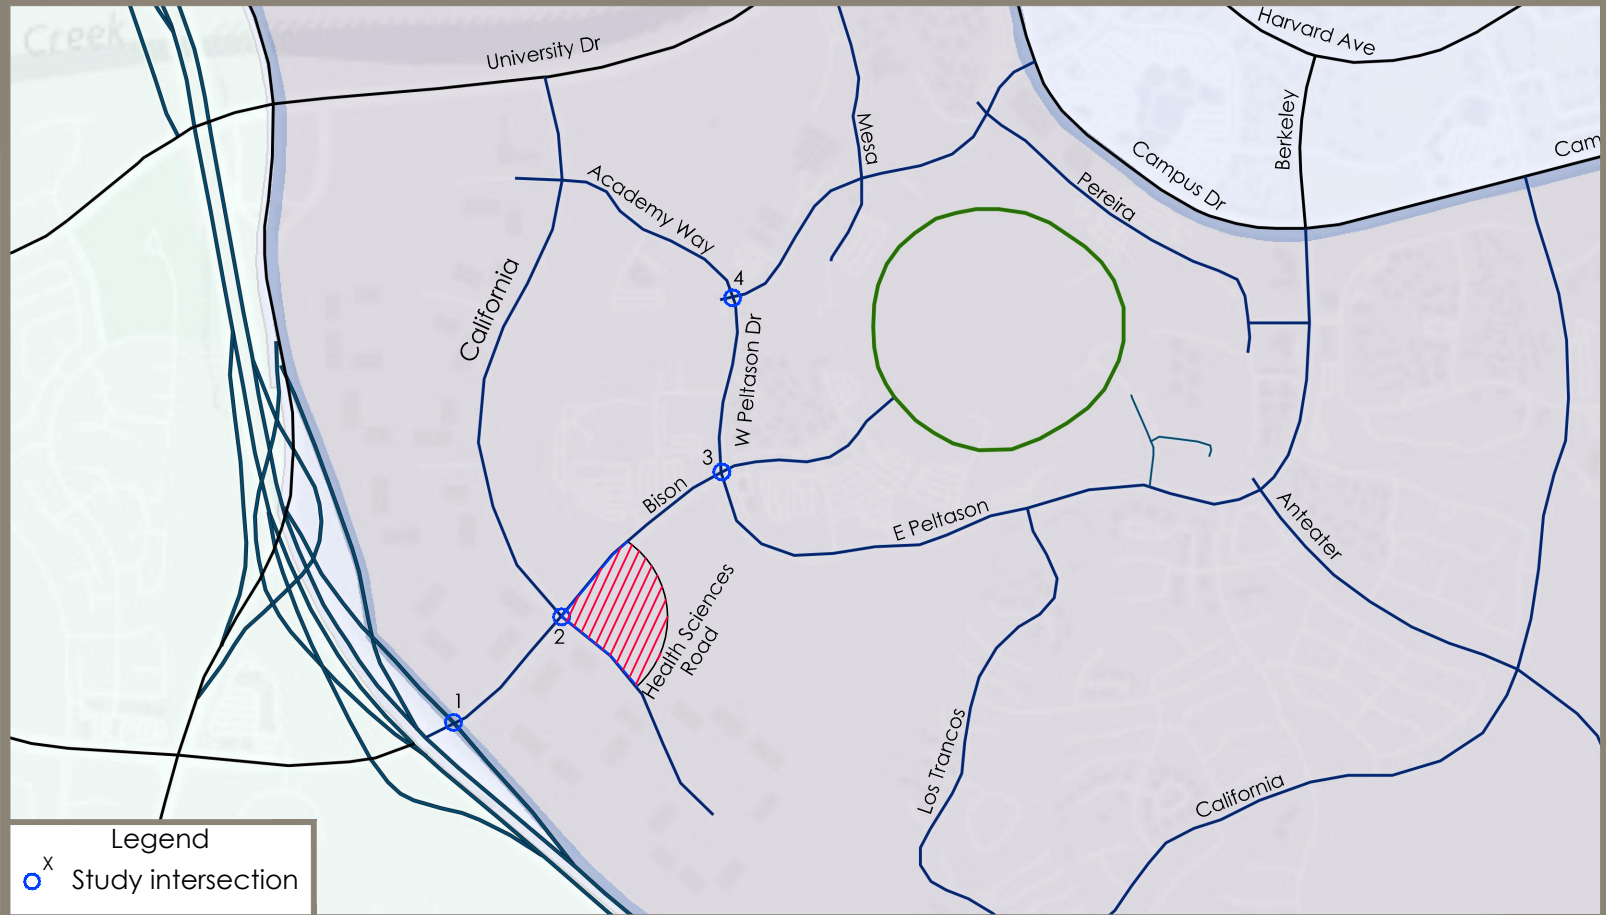 Creek
University Dr
Harvard Ave
Mesa
Berkeley
Cam
Campus Dr
Pereira
Academy Way
California
4
W Peltason Dr
3
Bison
E Peltason
Anteater
Health Sciences
Road
2
1
Los Trancos
California
Legend
X
Study intersection